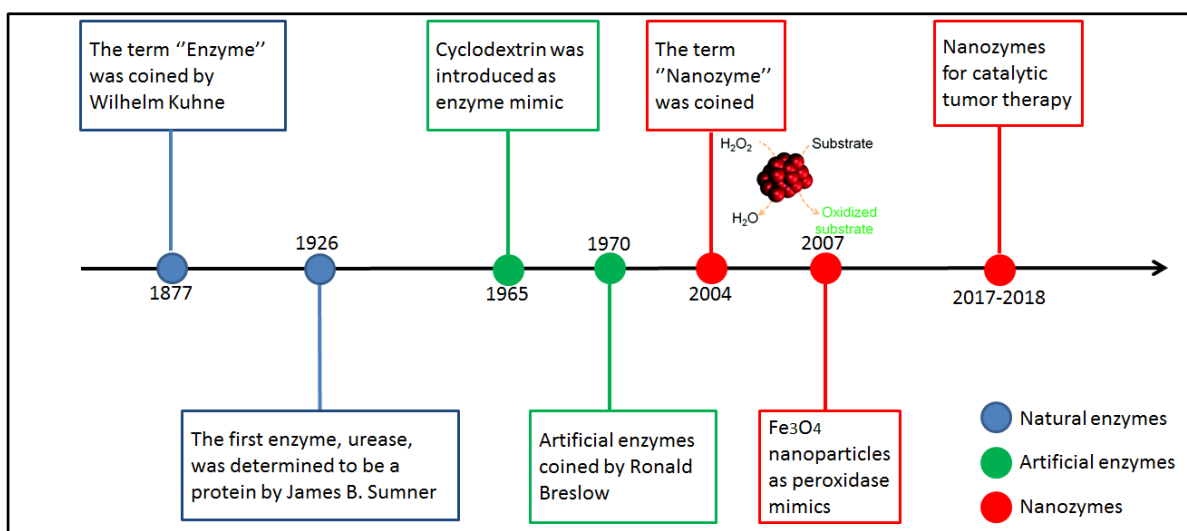 The term “Enzyme”
was coined by
Wilhelm Kuhne
Cyclodextrin was
introduced as
enzyme mimic
The term
“Nanozyme”
was coined
Nanozymes
for catalytic
tumor therapy
H2O2
Substrate
H2O
Oxidized
substrate
1877
1926
1965
1970
2004
2007
2017-2018
The first enzyme, urease,
was determined to be a
protein by James B. Sumner
Artificial enzymes
coined by Ronald
Breslow
Fe3O4
nanoparticles
as peroxidase
mimics
Natural enzymes
Artificial enzymes
Nanozymes